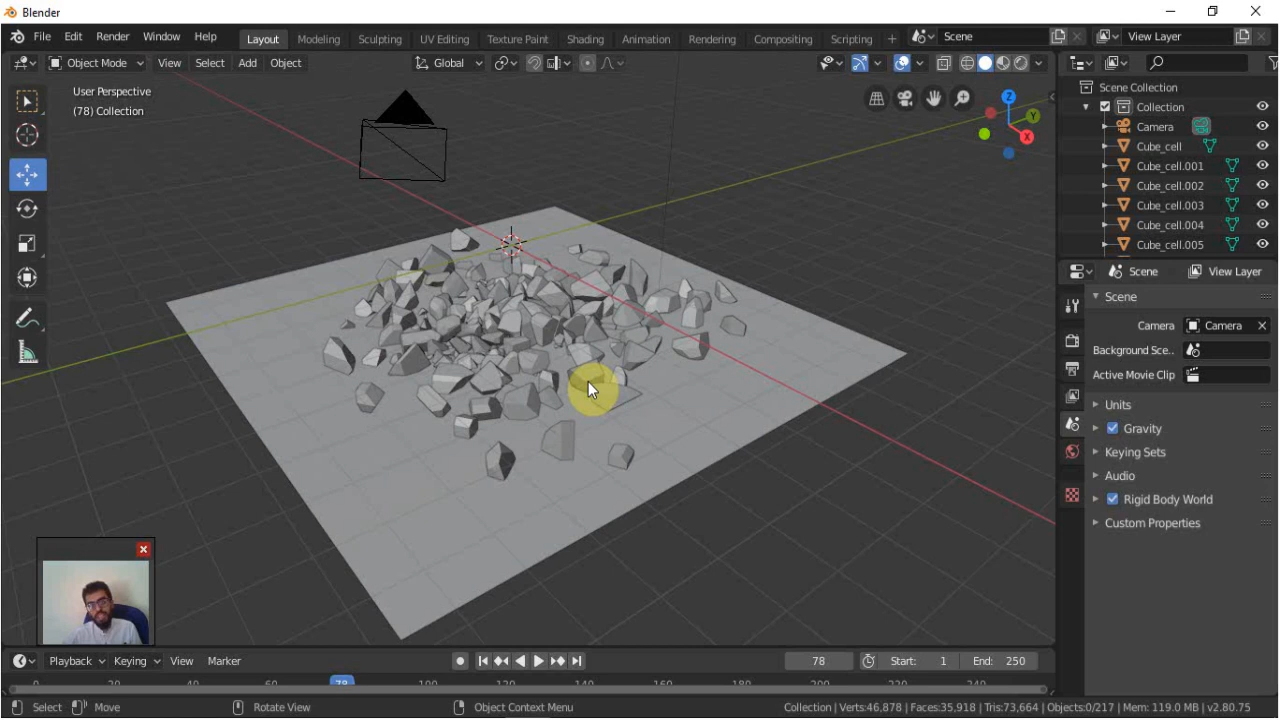 Blender
File Edit Render Window Help
Layout Modeling Sculpting UV Editing Texture Paint Shading Animation Rendering Compositing Scripting + Scene View Layer
Object Mode View Select Add Object Global
User Perspective
(78) Collection
Z
Y
X
Scene Collection
Collection
Camera
Cube_cell
Cube_cell.001
Cube_cell.002
Cube_cell.003
Cube_cell.004
Cube_cell.005
Scene View Layer
Scene
Camera Camera
Background Sce..
Active Movie Clip
Units
Gravity
Keying Sets
Audio
Rigid Body World
Custom Properties
Playback Keying View Marker 78 Start: 1 End: 250
0 20 40 60 78 100 120 140 160 180 200 220 240
Select Move Rotate View Object Context Menu Collection | Verts:46,878 | Faces:35,918 | Tris:73,664 | Objects:0/217 | Mem: 119.0 MB | v2.80.75